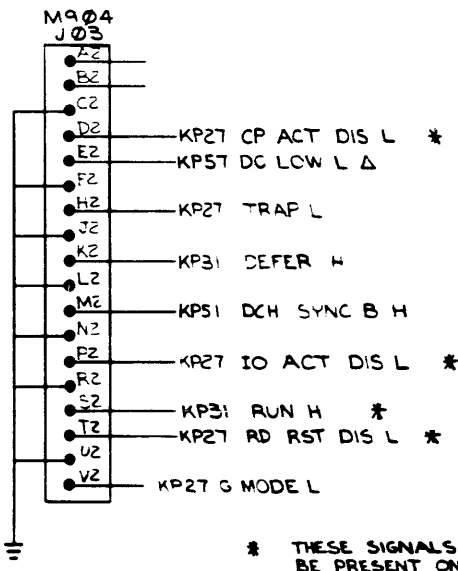 M9Ø4
JØ3
A2
B2
C2
D2 KP27 CP ACT DIS L *
E2 KP57 DC LOW L Δ
F2
H2 KP27 TRAP L
J2
K2 KP31 DEFER H
L2
M2 KP51 DCH SYNC B H
N2
P2 KP27 IO ACT DIS L *
R2
S2 KP31 RUN H *
T2 KP27 RD RST DIS L *
U2
V2 KP27 G MODE L
* THESE SIGNALS
BE PRESENT ON